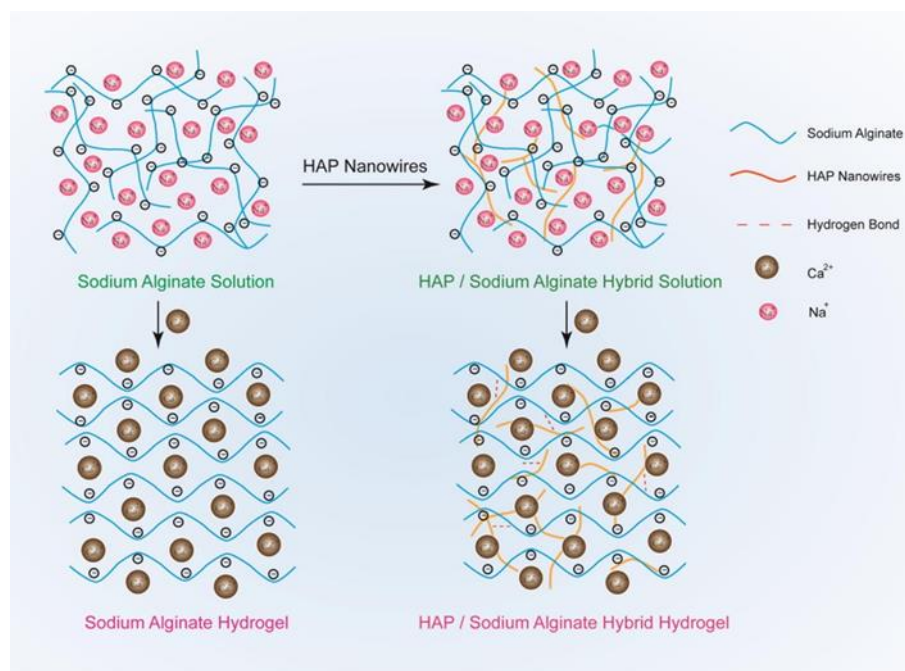 HAP Nanowires
Sodium Alginate
HAP Nanowires
Hydrogen Bond
Ca²⁺
Na⁺
Sodium Alginate Solution
HAP / Sodium Alginate Hybrid Solution
Sodium Alginate Hydrogel
HAP / Sodium Alginate Hybrid Hydrogel